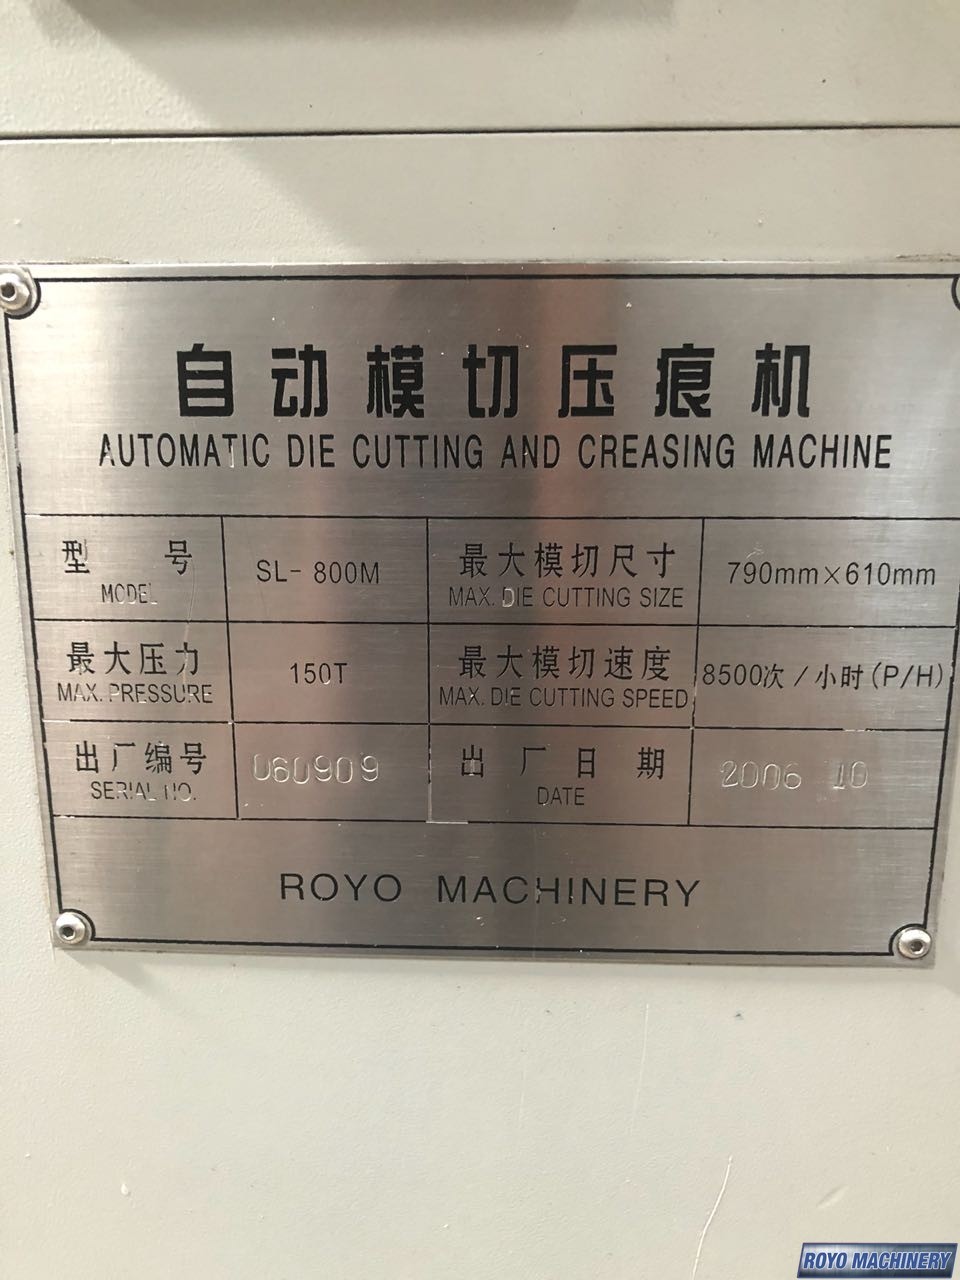 自动模切压痕机
AUTOMATIC DIE CUTTING AND CREASING MACHINE
型 号 SL-800M 最大模切尺寸 790mm×610mm
MODEL MAX. DIE CUTTING SIZE
最大压力 150T 最大模切速度 8500次/小时(P/H)
MAX. PRESSURE MAX. DIE CUTTING SPEED
出厂编号 060909 出厂日期 2006 10
SERIAL NO. DATE
ROYO MACHINERY
ROYO MACHINERY